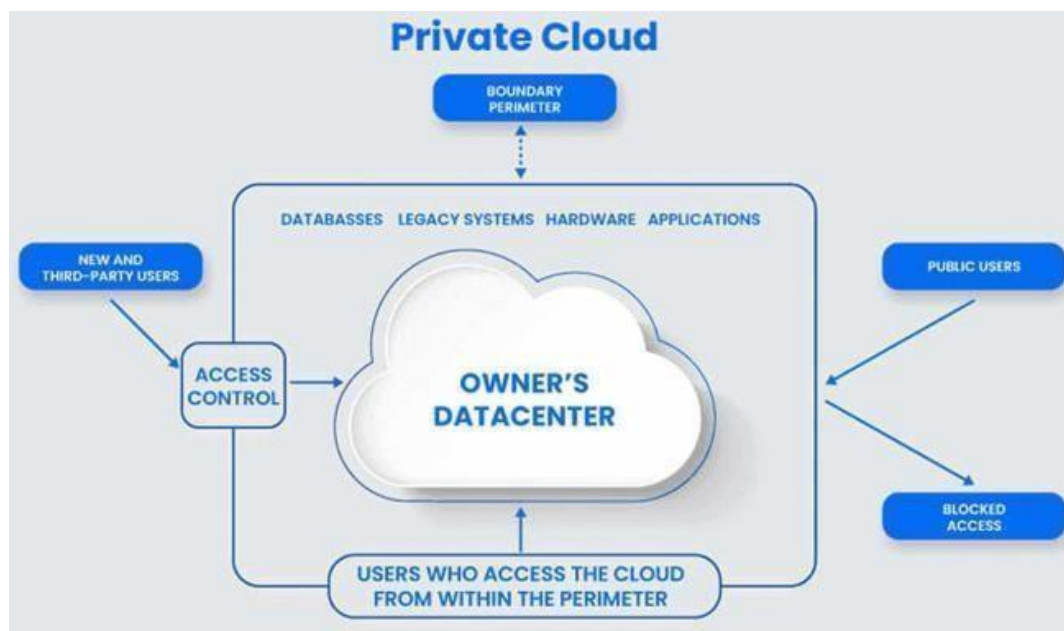 Private Cloud
BOUNDARY
PERIMETER
DATABASSES LEGACY SYSTEMS HARDWARE APPLICATIONS
NEW AND
THIRD-PARTY USERS
PUBLIC USERS
ACCESS
CONTROL
OWNER'S
DATACENTER
BLOCKED
ACCESS
USERS WHO ACCESS THE CLOUD
FROM WITHIN THE PERIMETER